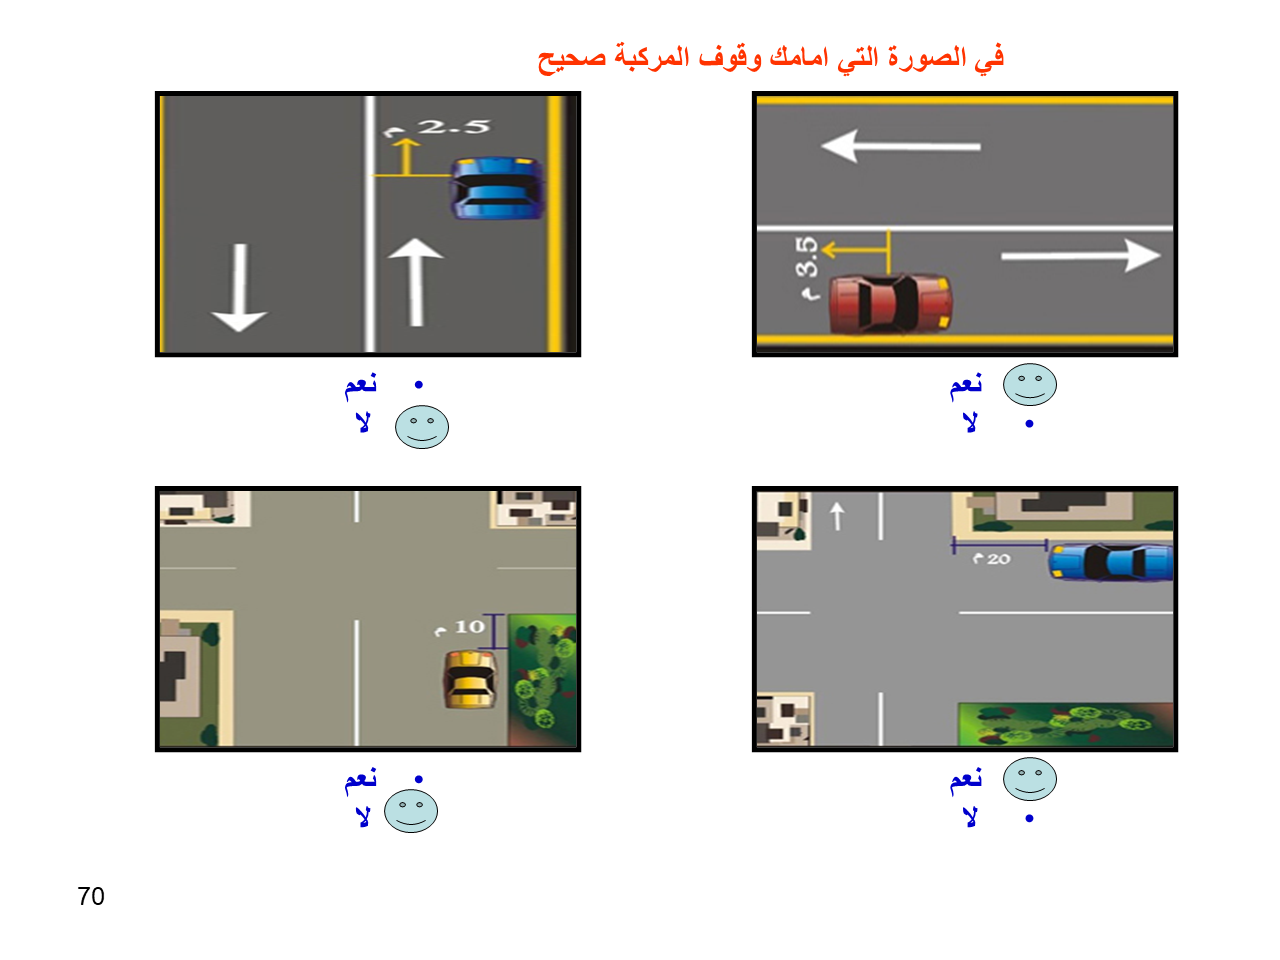 في الصورة التي امامك وقوف المركبة صحيح
3.5 م
• نعم
• لا
2.5 م
• نعم
• لا
20 م
• نعم
• لا
10 م
• نعم
• لا
70